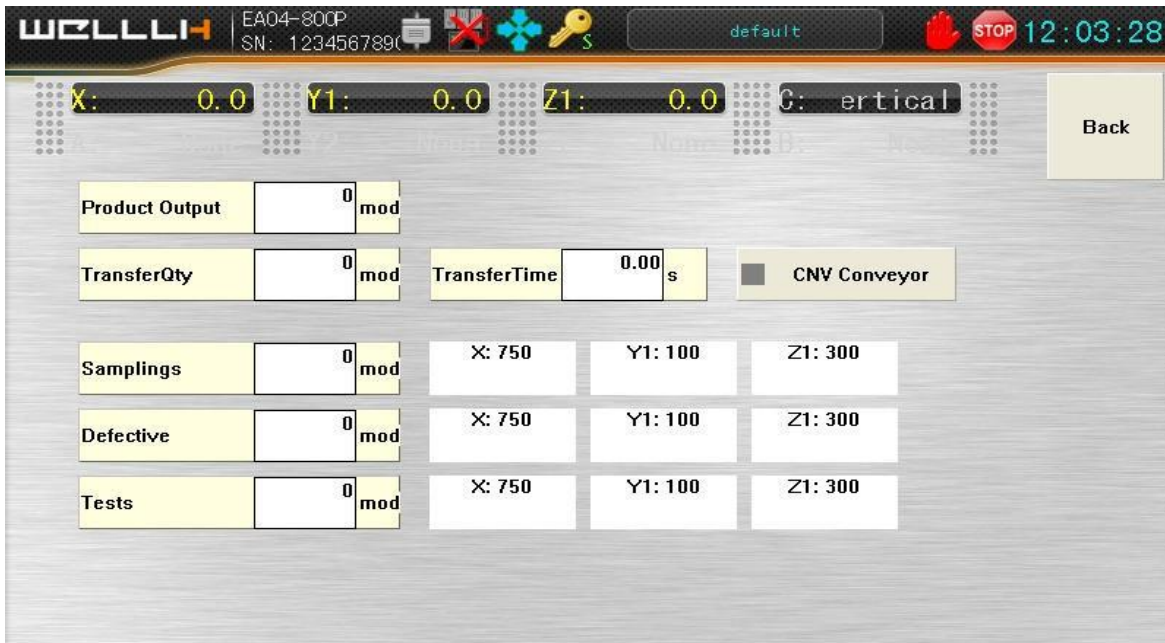 WELLLIH
EA04-800P
SN: 123456789(
S
default
STOP
12:03:28
X: 0.0
Y1: 0.0
Z1: 0.0
C: ertical
Back
A:
None
B:
Product Output 0 mod
TransferQty 0 mod
TransferTime 0.00 s
CNV Conveyor
Samplings 0 mod X: 750 Y1: 100 Z1: 300
Defective 0 mod X: 750 Y1: 100 Z1: 300
Tests 0 mod X: 750 Y1: 100 Z1: 300